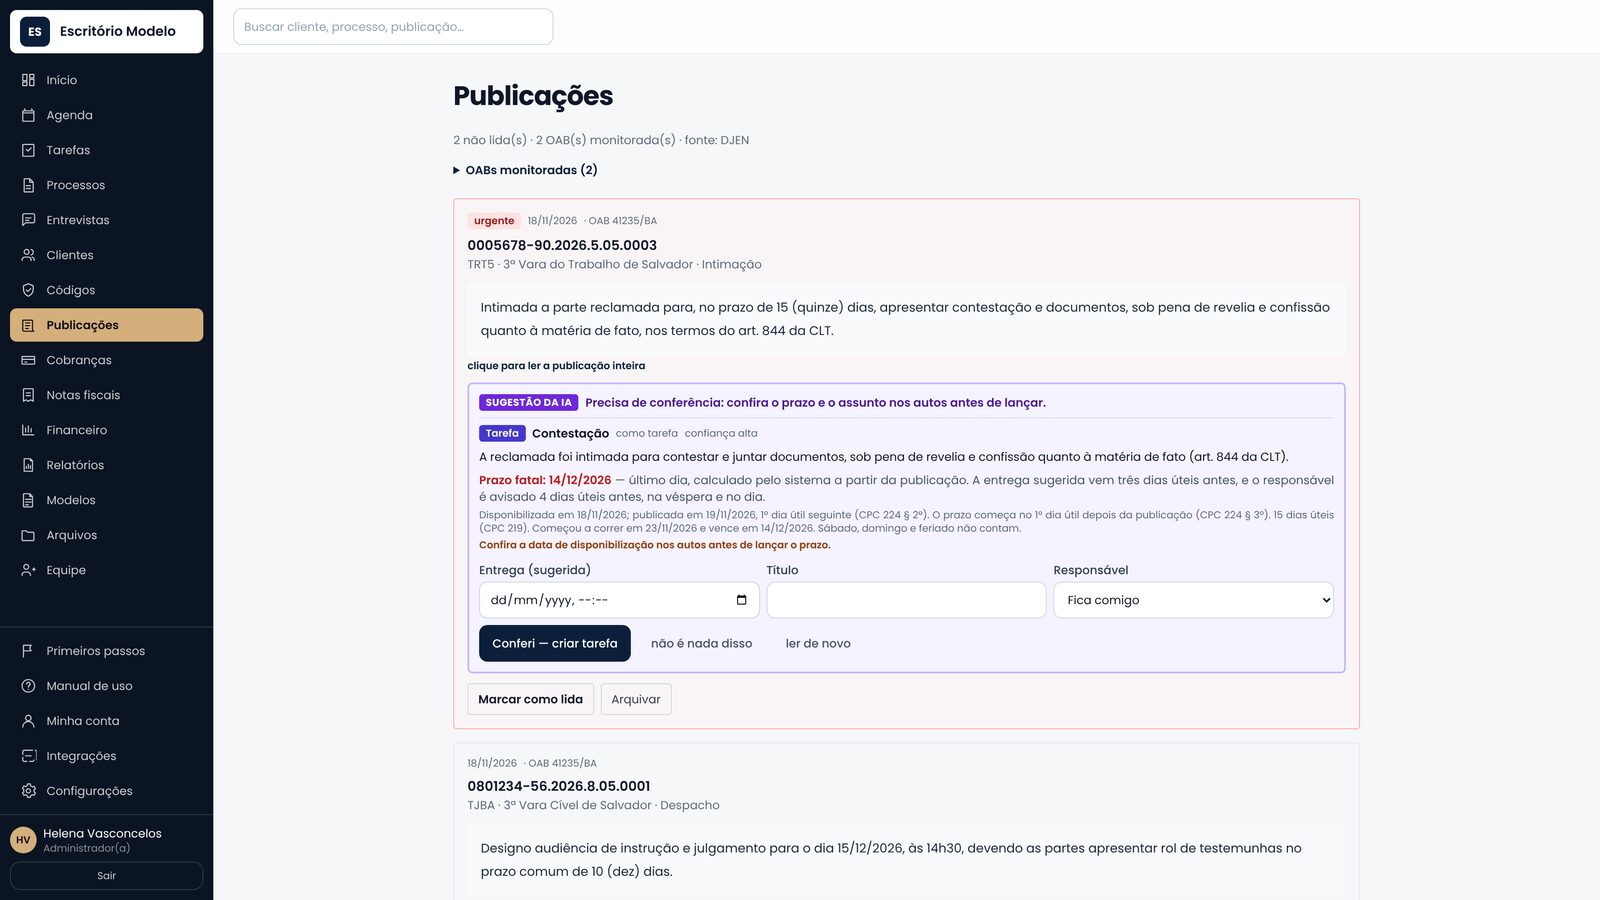 ES Escritório Modelo
Início
Agenda
Tarefas
Processos
Entrevistas
Clientes
Códigos
Publicações
Cobranças
Notas fiscais
Financeiro
Relatórios
Modelos
Arquivos
Equipe
Primeiros passos
Manual de uso
Minha conta
Integrações
Configurações
HV Helena Vasconcelos
Administrador(a)
Sair
Buscar cliente, processo, publicação...
Publicações
2 não lida(s) · 2 OAB(s) monitorada(s) · fonte: DJEN
OABs monitoradas (2)
urgente 18/11/2026 · OAB 41235/BA
0005678-90.2026.5.05.0003
TRT5 · 3ª Vara do Trabalho de Salvador · Intimação
Intimada a parte reclamada para, no prazo de 15 (quinze) dias, apresentar contestação e documentos, sob pena de revelia e confissão
quanto à matéria de fato, nos termos do art. 844 da CLT.
clique para ler a publicação inteira
SUGESTÃO DA IA Precisa de conferência: confira o prazo e o assunto nos autos antes de lançar.
Tarefa Contestação como tarefa confiança alta
A reclamada foi intimada para contestar e juntar documentos, sob pena de revelia e confissão quanto à matéria de fato (art. 844 da CLT).
Prazo fatal: 14/12/2026 — último dia, calculado pelo sistema a partir da publicação. A entrega sugerida vem três dias úteis antes, e o responsável
é avisado 4 dias úteis antes, na véspera e no dia.
Disponibilizada em 18/11/2026; publicada em 19/11/2026, 1º dia útil seguinte (CPC 224 § 2º). O prazo começa no 1º dia útil depois da publicação (CPC 224 § 3º). 15 dias úteis
(CPC 219). Começou a correr em 23/11/2026 e vence em 14/12/2026. Sábado, domingo e feriado não contam.
Confira a data de disponibilização nos autos antes de lançar o prazo.
Entrega (sugerida) Título Responsável
dd/mm/yyyy, --:-- Fica comigo
Conferi — criar tarefa não é nada disso ler de novo
Marcar como lida Arquivar
18/11/2026 · OAB 41235/BA
0801234-56.2026.8.05.0001
TJBA · 3ª Vara Cível de Salvador · Despacho
Designo audiência de instrução e julgamento para o dia 15/12/2026, às 14h30, devendo as partes apresentar rol de testemunhas no
prazo comum de 10 (dez) dias.